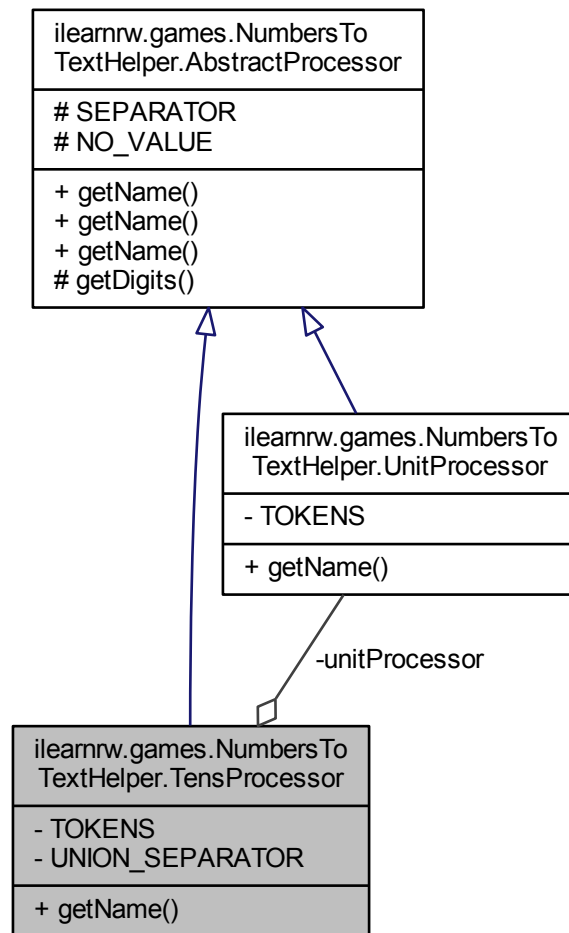 ilearnrw.games.NumbersTo
TextHelper.AbstractProcessor
# SEPARATOR
# NO_VALUE
+ getName()
+ getName()
+ getName()
# getDigits()
ilearnrw.games.NumbersTo
TextHelper.UnitProcessor
- TOKENS
+ getName()
-unitProcessor
ilearnrw.games.NumbersTo
TextHelper.TensProcessor
- TOKENS
- UNION_SEPARATOR
+ getName()